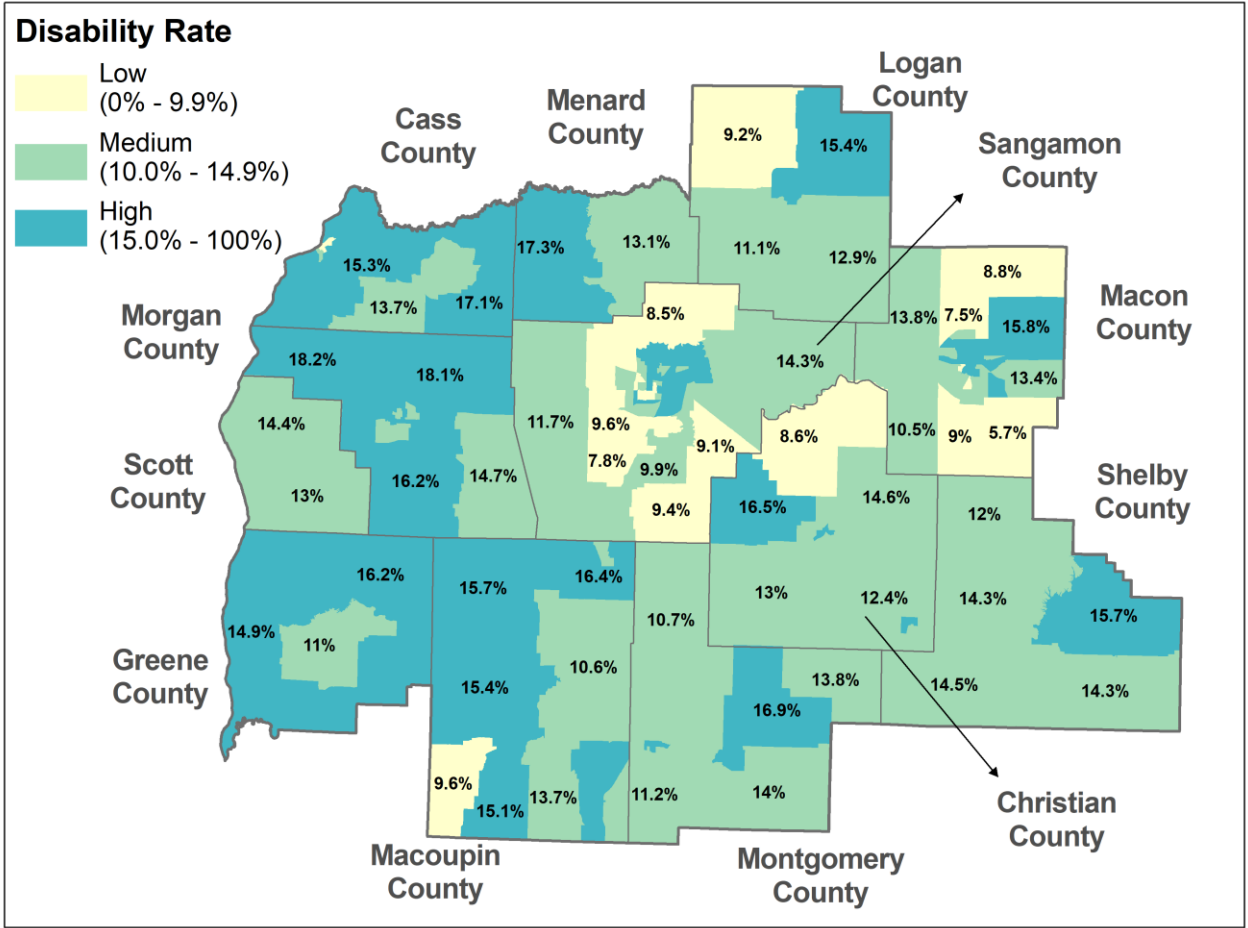 Disability Rate
Low
(0% - 9.9%)
Medium
(10.0% - 14.9%)
High
(15.0% - 100%)
Cass
County
Menard
County
Logan
County
Sangamon
County
Morgan
County
Macon
County
Scott
County
Shelby
County
Greene
County
Macoupin
County
Montgomery
County
Christian
County
9.2%
15.4%
17.3%
13.1%
11.1%
12.9%
15.3%
13.7%
17.1%
8.5%
13.8%
8.8%
7.5%
15.8%
13.4%
18.2%
18.1%
14.3%
14.4%
11.7%
9.6%
9.1%
8.6%
10.5%
9%
5.7%
13%
16.2%
14.7%
7.8%
9.9%
9.4%
16.5%
14.6%
12%
16.2%
14.9%
11%
15.7%
16.4%
10.7%
13%
12.4%
14.3%
15.7%
15.4%
10.6%
13.8%
14.5%
14.3%
16.9%
9.6%
15.1%
13.7%
11.2%
14%